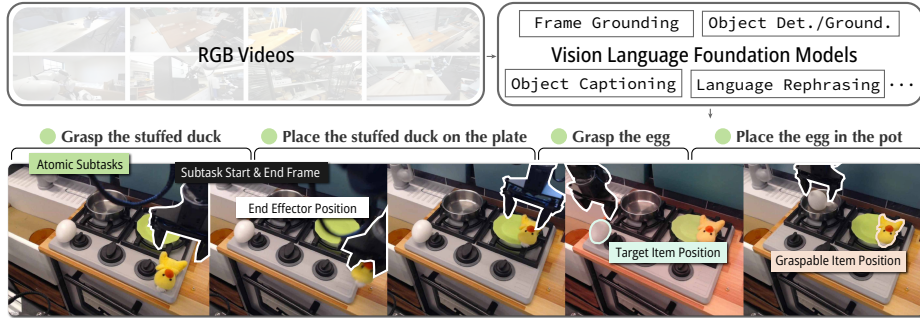 RGB Videos
Frame Grounding
Object Det./Ground.
Vision Language Foundation Models
Object Captioning
Language Rephrasing ...
Grasp the stuffed duck
Place the stuffed duck on the plate
Grasp the egg
Place the egg in the pot
Atomic Subtasks
Subtask Start & End Frame
End Effector Position
Target Item Position
Graspable Item Position